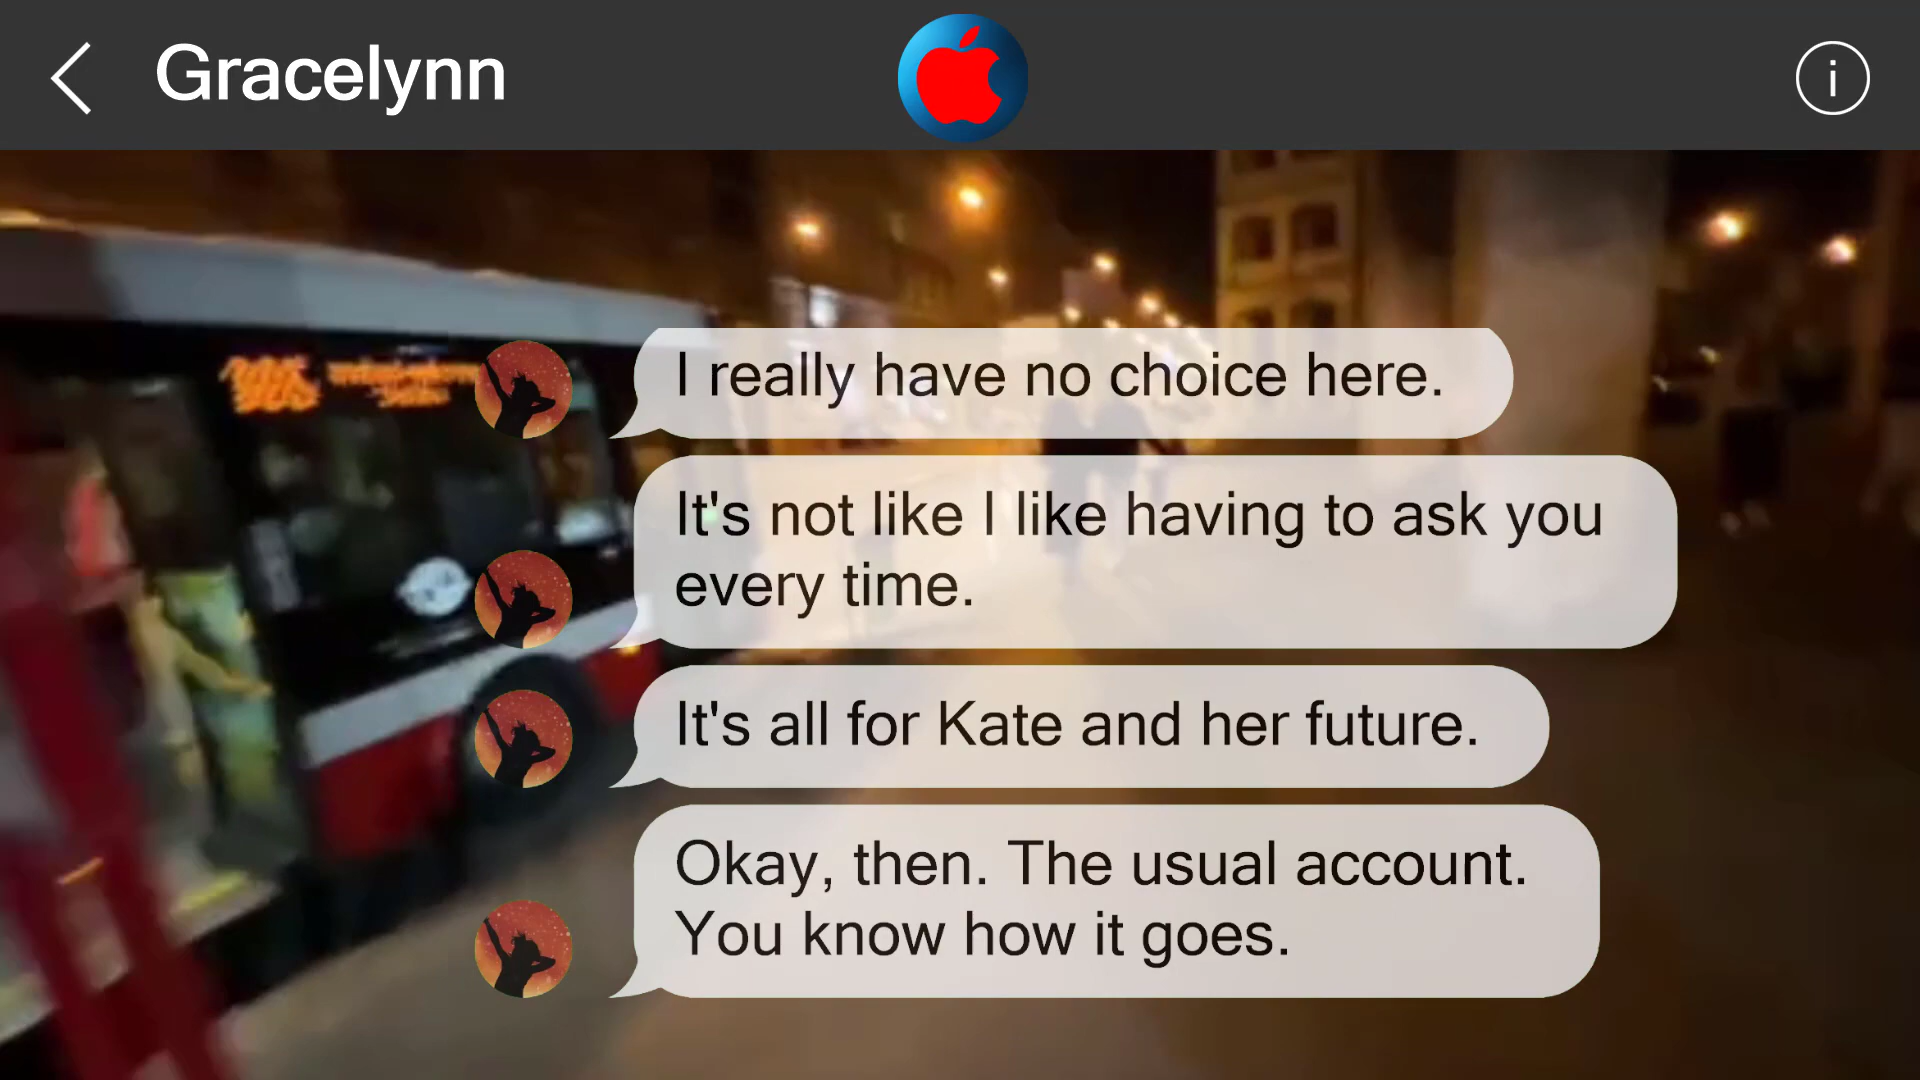 Gracelynn
I really have no choice here.
It's not like I like having to ask you
every time.
It's all for Kate and her future.
Okay, then. The usual account.
You know how it goes.